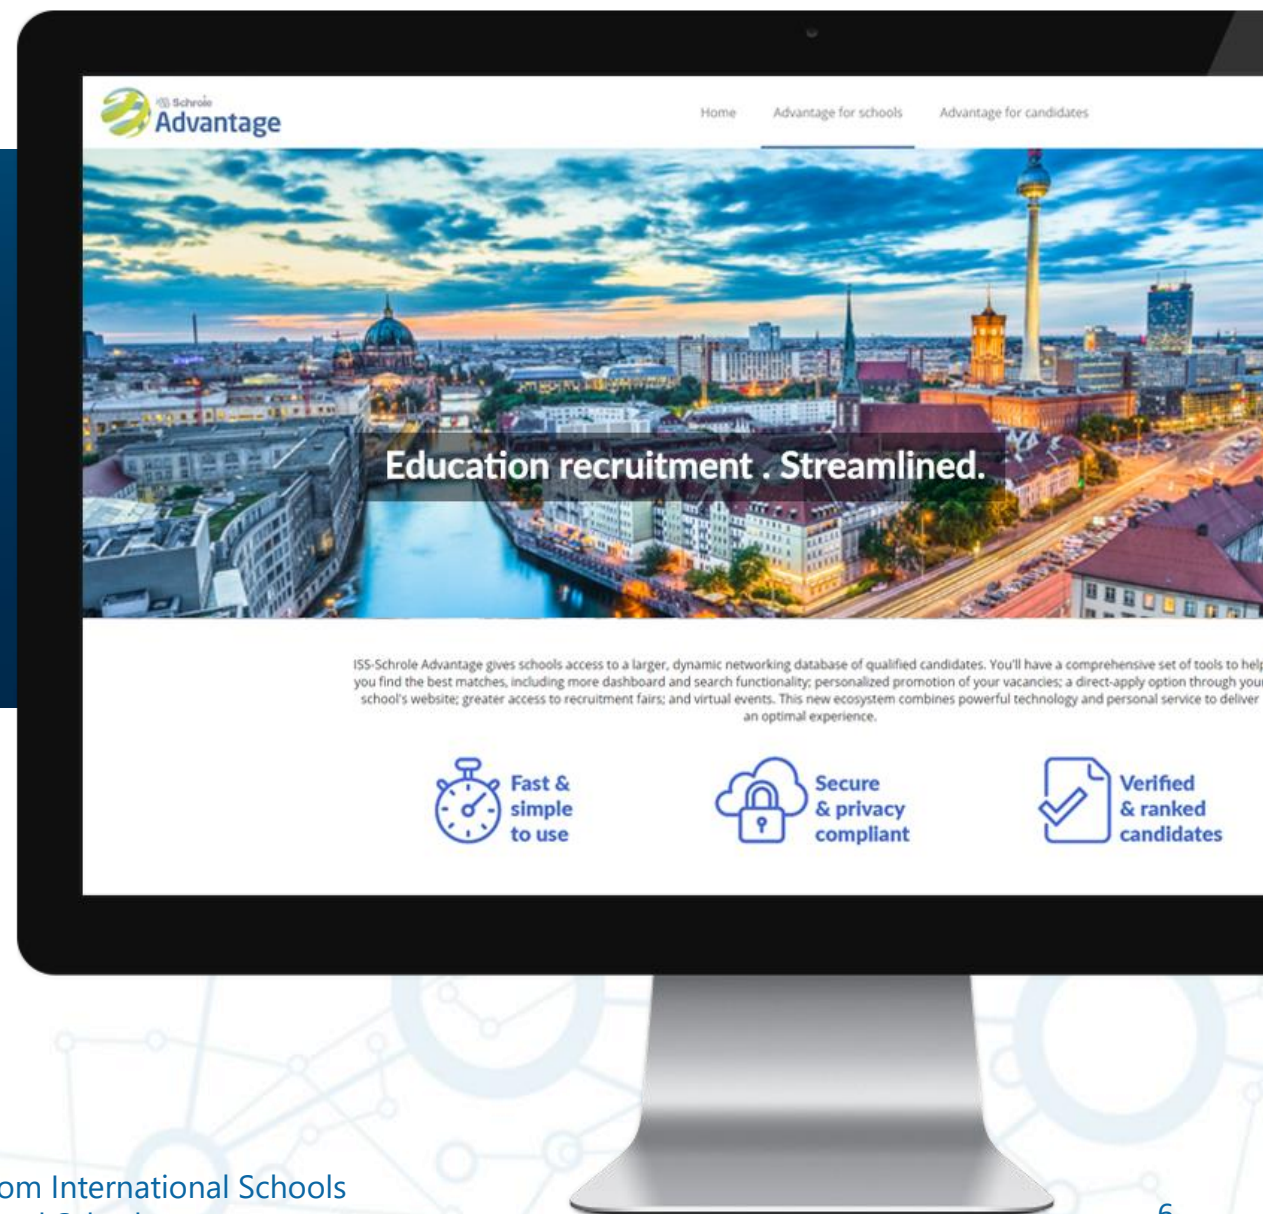 ISS Schrole
Advantage
Home Advantage for schools Advantage for candidates
Education recruitment . Streamlined.
ISS-Schrole Advantage gives schools access to a larger, dynamic networking database of qualified candidates. You'll have a comprehensive set of tools to help
you find the best matches, including more dashboard and search functionality; personalized promotion of your vacancies; a direct-apply option through your
school's website; greater access to recruitment fairs; and virtual events. This new ecosystem combines powerful technology and personal service to deliver
an optimal experience.
Fast &
simple
to use
Secure
& privacy
compliant
Verified
& ranked
candidates
om International Schools